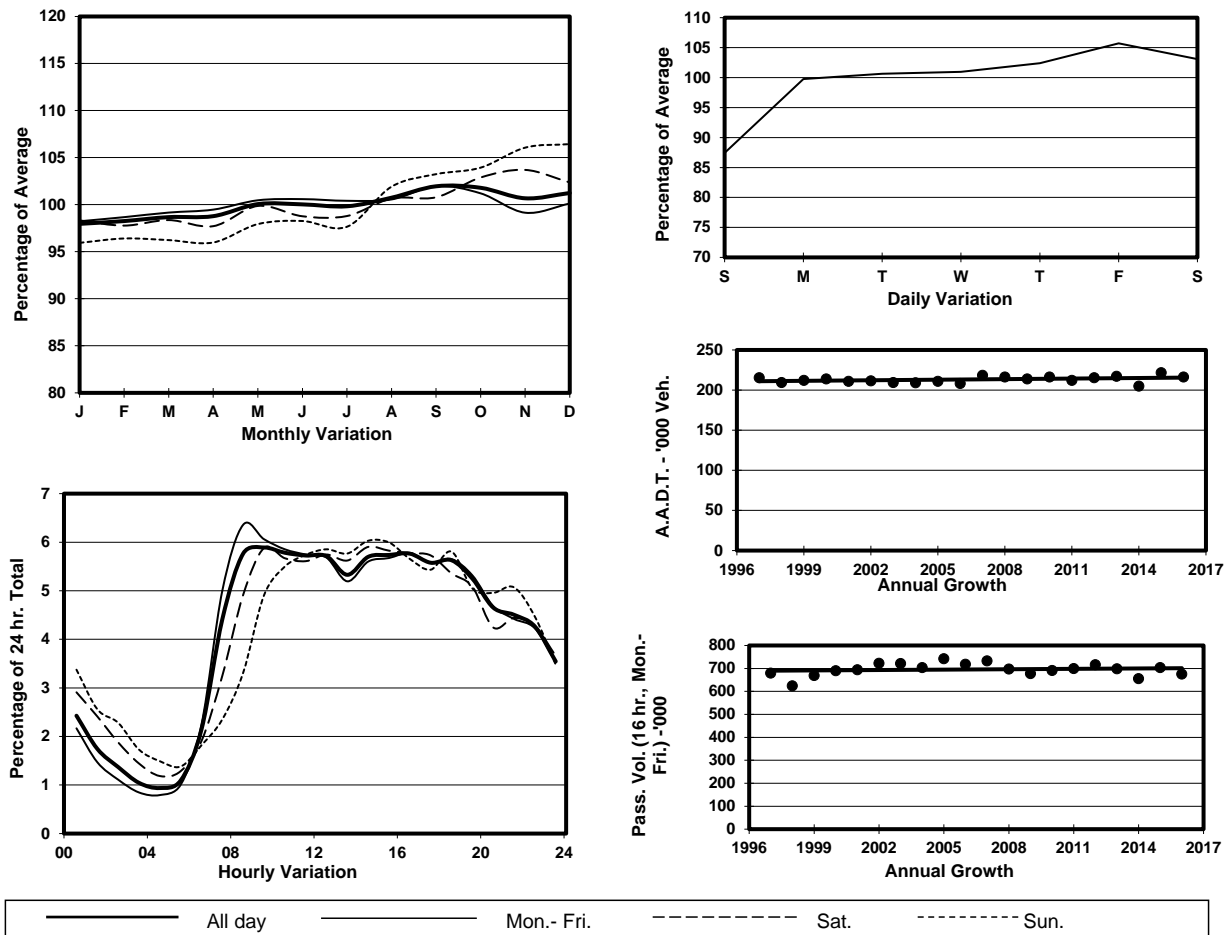 120
115
110
105
100
95
90
85
80
Percentage of Average
J F M A M J J A S O N D
Monthly Variation
110
105
100
95
90
85
80
75
70
Percentage of Average
S M T W T F S
Daily Variation
250
200
150
100
50
0
A.A.D.T. - '000 Veh.
1996 1999 2002 2005 2008 2011 2014 2017
Annual Growth
7
6
5
4
3
2
1
0
Percentage of 24 hr. Total
00 04 08 12 16 20 24
Hourly Variation
800
700
600
500
400
300
200
100
0
Pass. Vol. (16 hr., Mon.-
Fri.) -'000
1996 1999 2002 2005 2008 2011 2014 2017
Annual Growth
All day Mon.- Fri. Sat. Sun.